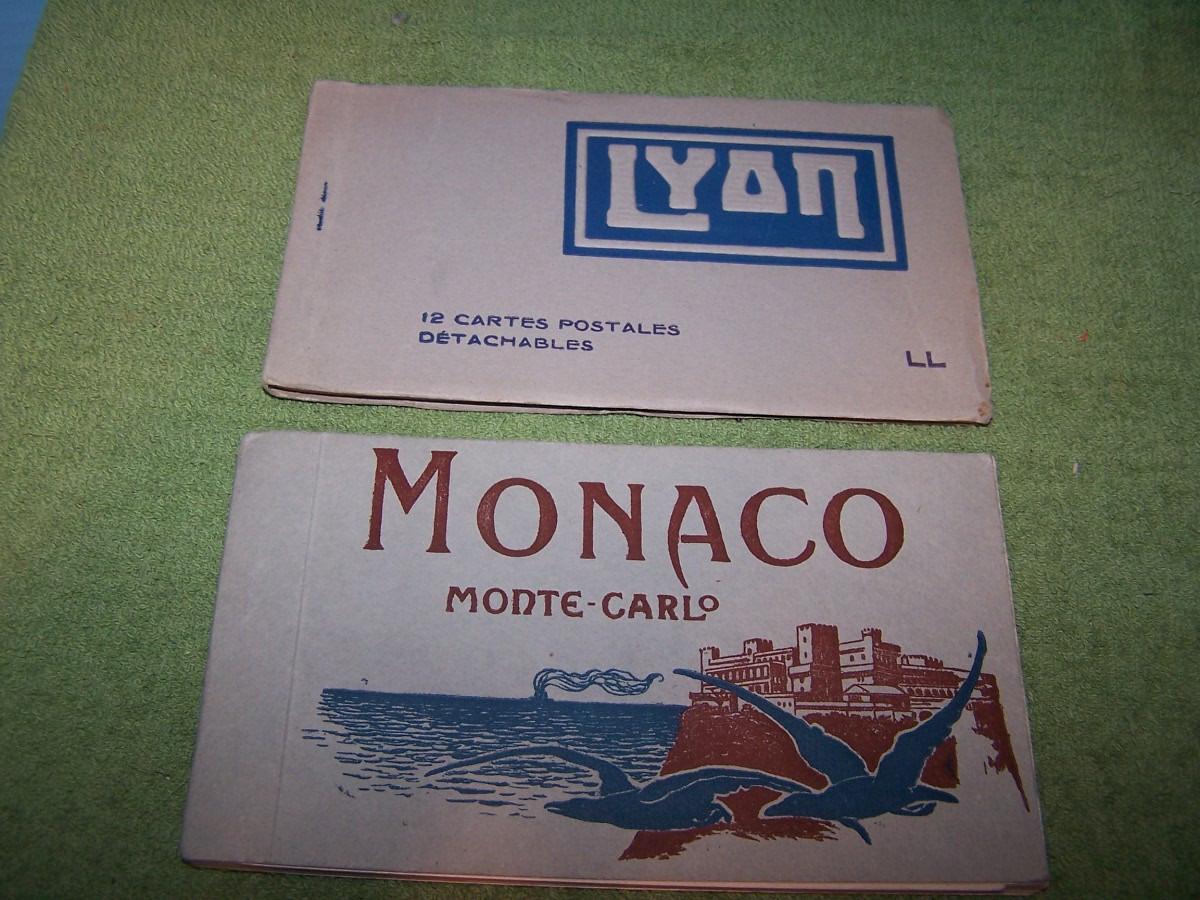 LYON
12 CARTES POSTALES
DÉTACHABLES
LL
MONACO
MONTE-CARLO